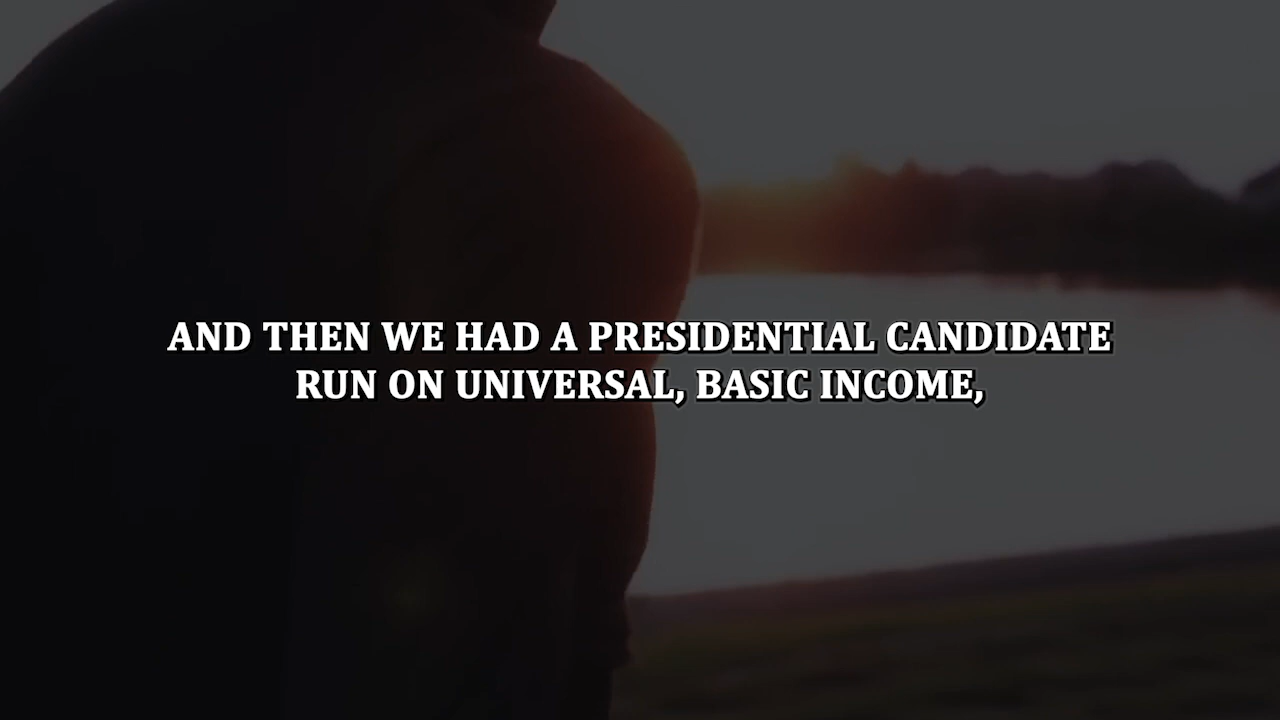 AND THEN WE HAD A PRESIDENTIAL CANDIDATE
RUN ON UNIVERSAL, BASIC INCOME,